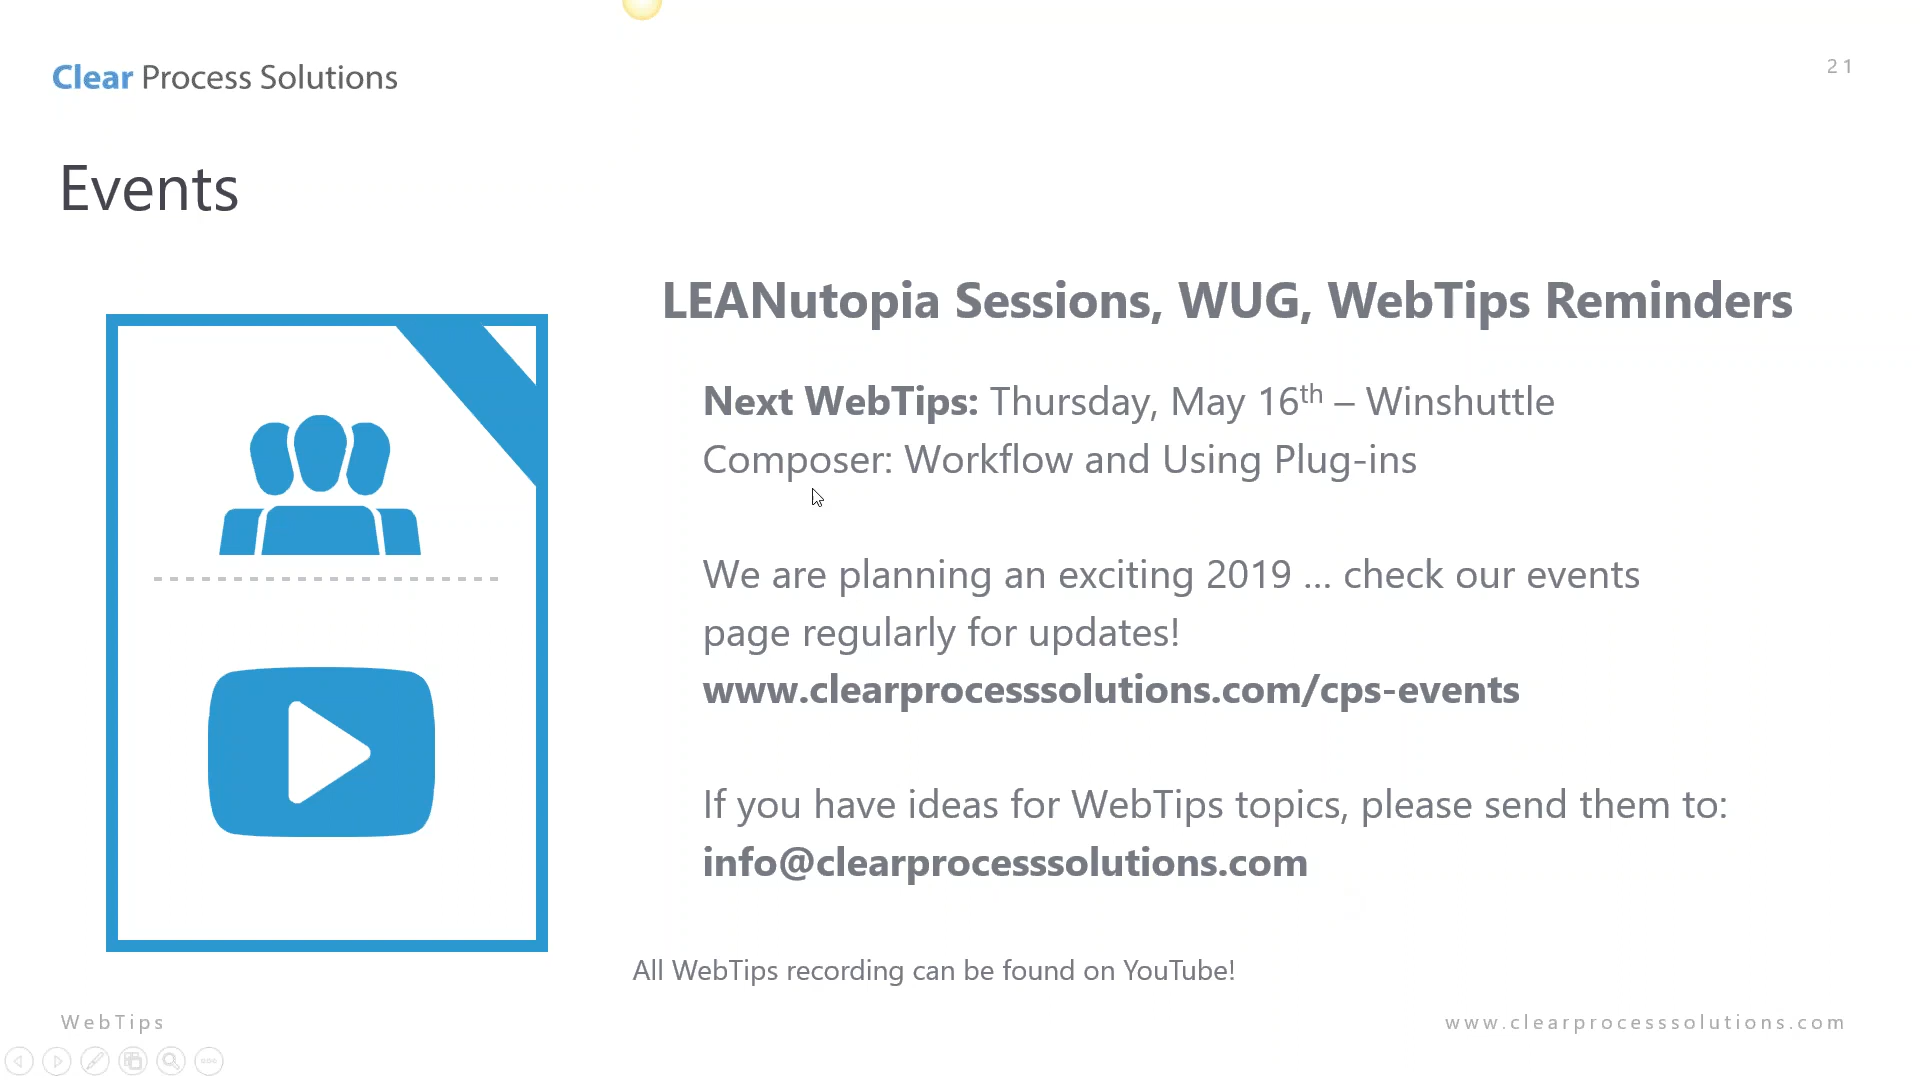 Clear Process Solutions
21
Events
LEANutopia Sessions, WUG, WebTips Reminders
Next WebTips: Thursday, May 16th – Winshuttle
Composer: Workflow and Using Plug-ins
We are planning an exciting 2019 ... check our events
page regularly for updates!
www.clearprocesssolutions.com/cps-events
If you have ideas for WebTips topics, please send them to:
info@clearprocesssolutions.com
All WebTips recording can be found on YouTube!
WebTips
www.clearprocesssolutions.com